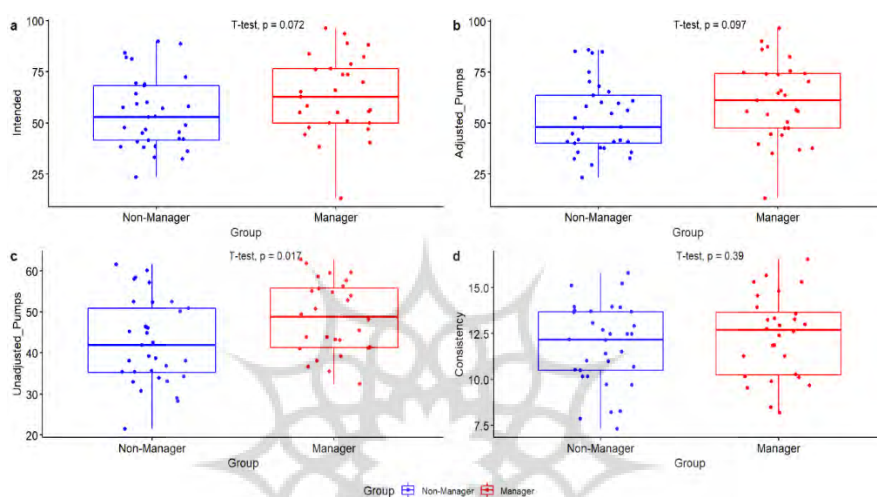 a
T-test, p = 0.072
100
75
50
25
Intended
Non-Manager
Manager
Group
b
T-test, p = 0.097
100
75
50
25
Adjusted_Pumps
Non-Manager
Manager
Group
c
T-test, p = 0.017
60
50
40
30
20
Unadjusted_Pumps
Non-Manager
Manager
Group
d
T-test, p = 0.39
15.0
12.5
10.0
7.5
Consistency
Non-Manager
Manager
Group
Group Non-Manager Manager